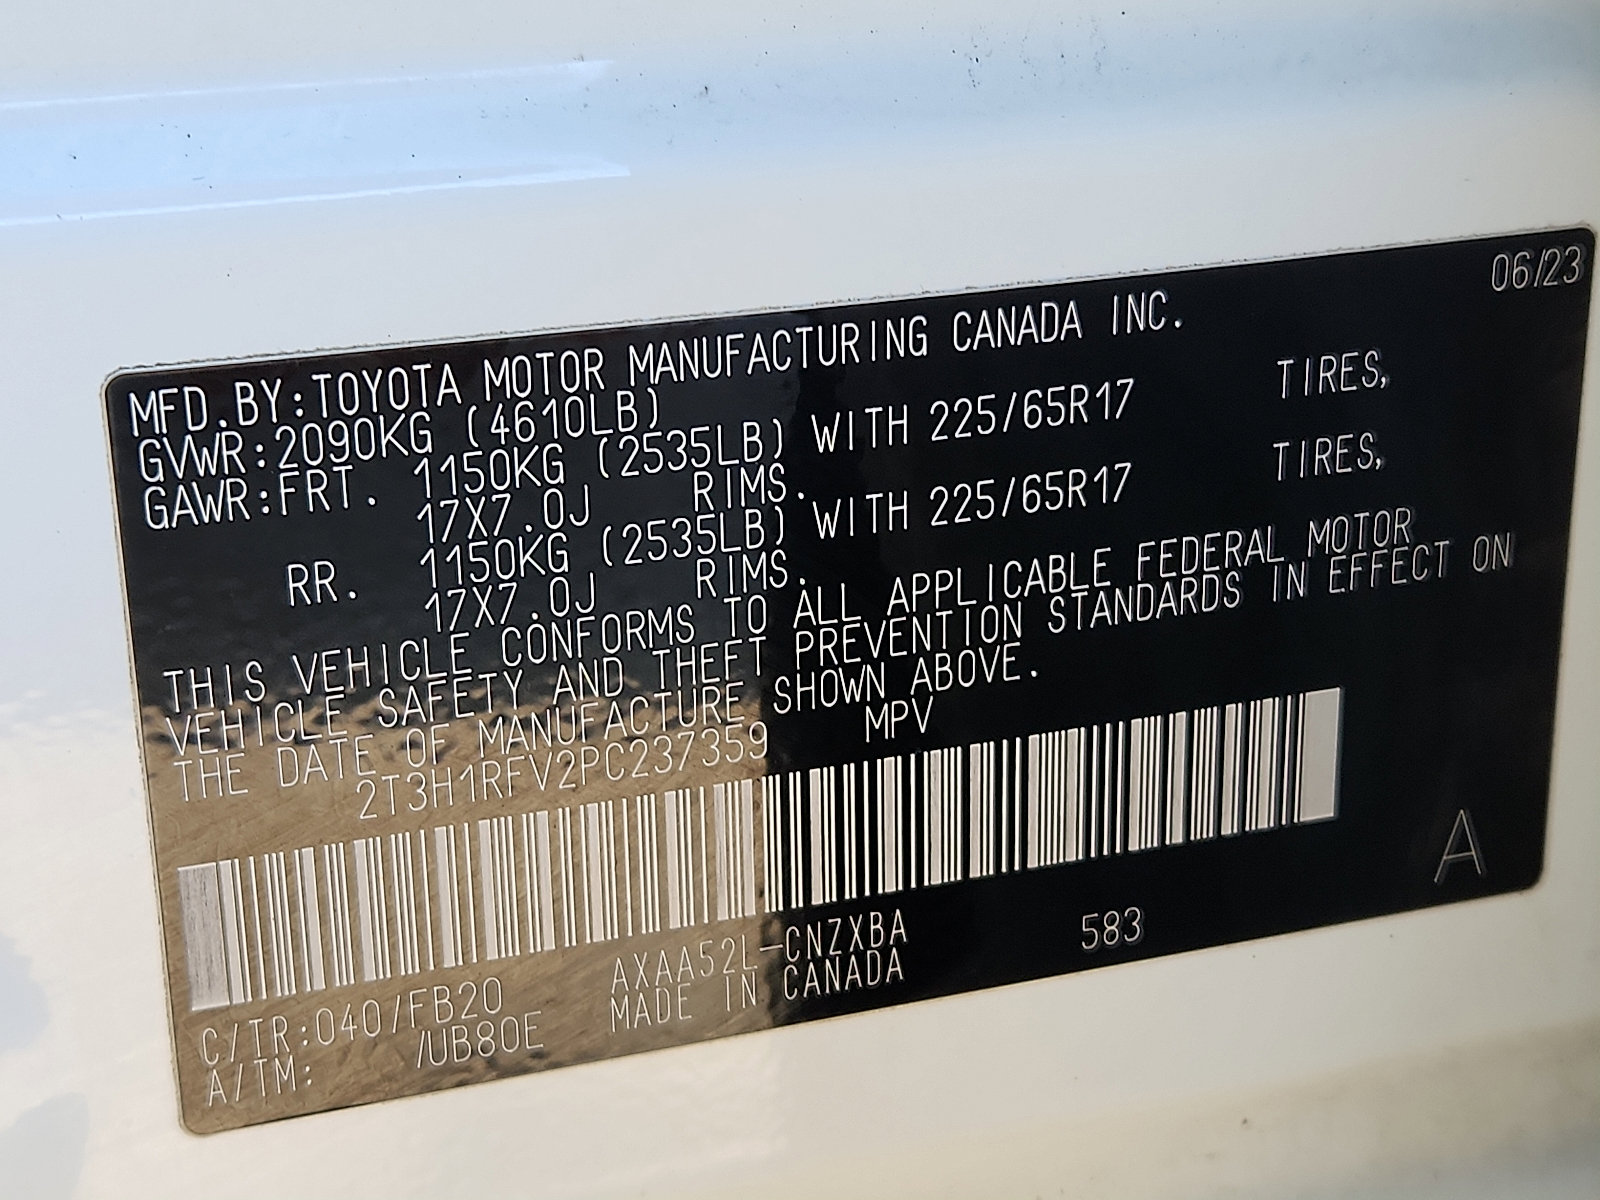 06/23
MFD.BY:TOYOTA MOTOR MANUFACTURING CANADA INC.
GVWR:2090KG (4610LB)
GAWR:FRT. 1150KG (2535LB) WITH 225/65R17 TIRES,
17X7.0J RIMS.
RR. 1150KG (2535LB) WITH 225/65R17 TIRES,
17X7.0J RIMS.
THIS VEHICLE CONFORMS TO ALL APPLICABLE FEDERAL MOTOR
VEHICLE SAFETY AND THEFT PREVENTION STANDARDS IN EFFECT ON
THE DATE OF MANUFACTURE SHOWN ABOVE.
2T3H1RFV2PC237359 MPV
A
C/TR:040/FB20 AXAA52L-CNZXBA 583
A/TM: /UB80E MADE IN CANADA